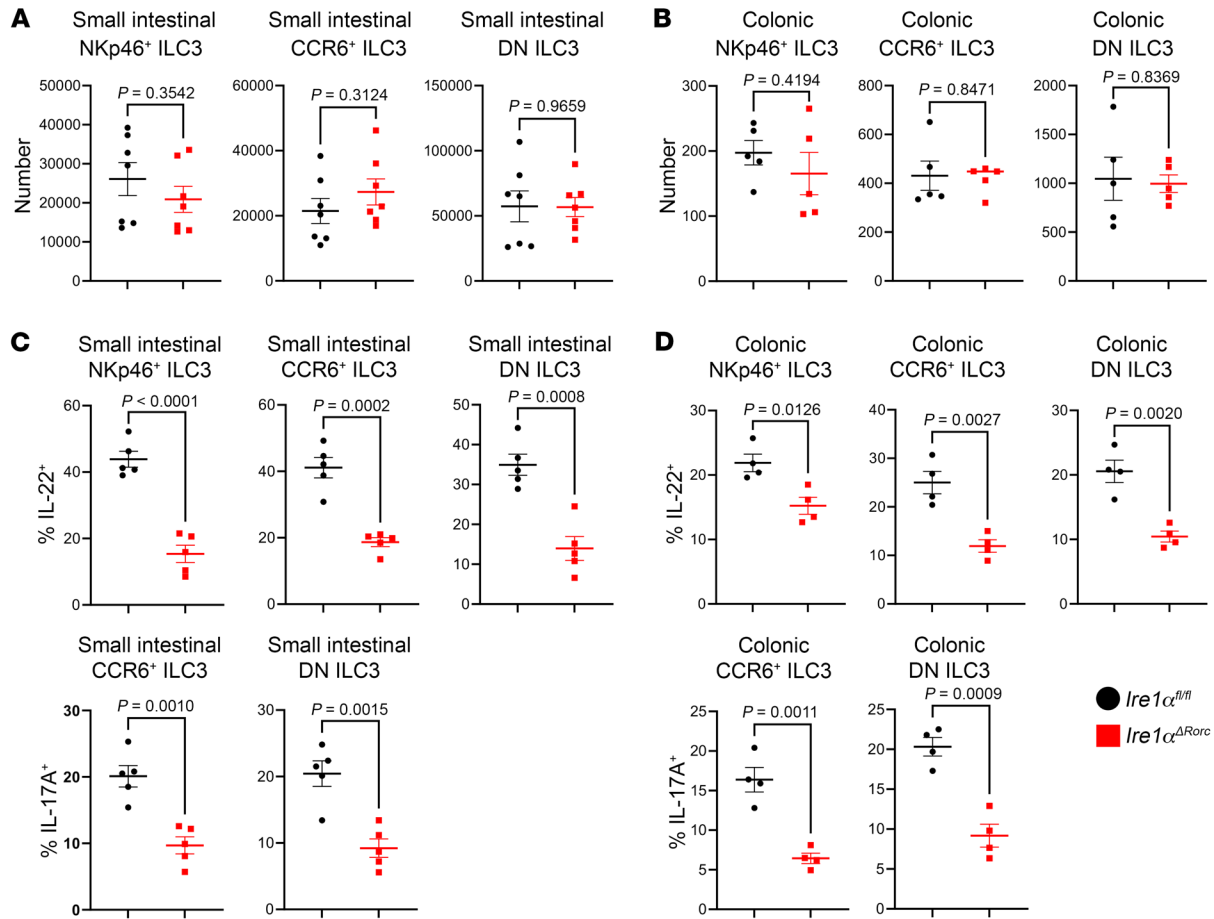 A
Small intestinal
NKp46⁺ ILC3
Number
50000
40000
30000
20000
10000
0
P = 0.3542
Small intestinal
CCR6⁺ ILC3
60000
40000
20000
0
P = 0.3124
Small intestinal
DN ILC3
150000
100000
50000
0
P = 0.9659
B
Colonic
NKp46⁺ ILC3
Number
300
200
100
0
P = 0.4194
Colonic
CCR6⁺ ILC3
800
600
400
200
0
P = 0.8471
Colonic
DN ILC3
2000
1500
1000
500
0
P = 0.8369
C
Small intestinal
NKp46⁺ ILC3
% IL-22⁺
60
40
20
0
P < 0.0001
Small intestinal
CCR6⁺ ILC3
60
40
20
0
P = 0.0002
Small intestinal
DN ILC3
50
40
30
20
10
0
P = 0.0008
D
Colonic
NKp46⁺ ILC3
% IL-22⁺
30
20
10
0
P = 0.0126
Colonic
CCR6⁺ ILC3
40
30
20
10
0
P = 0.0027
Colonic
DN ILC3
30
20
10
0
P = 0.0020
Small intestinal
CCR6⁺ ILC3
% IL-17A⁺
30
20
10
0
P = 0.0010
Small intestinal
DN ILC3
30
20
10
0
P = 0.0015
Colonic
CCR6⁺ ILC3
% IL-17A⁺
25
20
15
10
5
0
P = 0.0011
Colonic
DN ILC3
25
20
15
10
5
0
P = 0.0009
Ire1α^fl/fl
Ire1α^ΔRorc